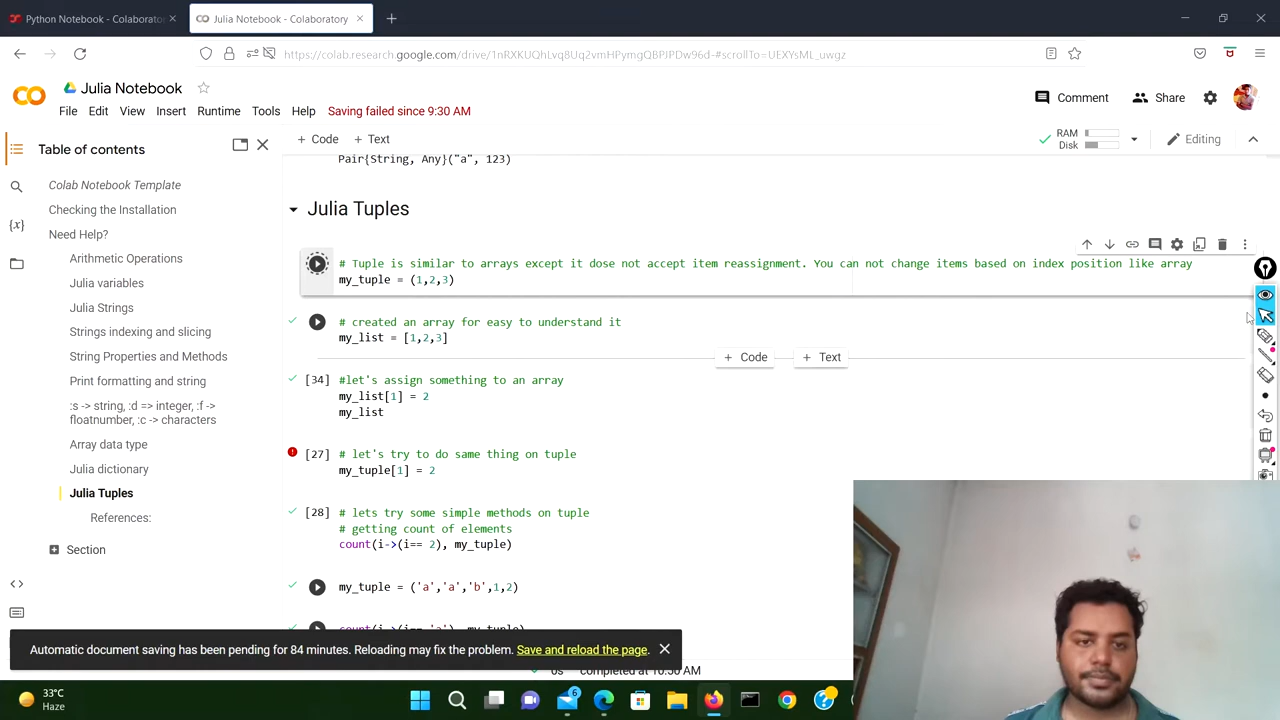 Python Notebook - Colaborato
Julia Notebook - Colaboratory
https://colab.research.google.com/drive/1nRXKUQhLvq8Uq2vmHPymgQBPJPDw96d-#scrollTo=UEXYsML_uwgz
Julia Notebook
File Edit View Insert Runtime Tools Help Saving failed since 9:30 AM
Comment Share
Table of contents
+ Code + Text
RAM
Disk
Editing
Colab Notebook Template
Checking the Installation
Need Help?
Arithmetic Operations
Julia variables
Julia Strings
Strings indexing and slicing
String Properties and Methods
Print formatting and string
:s -> string, :d => integer, :f ->
floatnumber, :c -> characters
Array data type
Julia dictionary
Julia Tuples
References:
Section
Pair{String, Any}("a", 123)
Julia Tuples
# Tuple is similar to arrays except it dose not accept item reassignment. You can not change items based on index position like array
my_tuple = (1,2,3)
# created an array for easy to understand it
my_list = [1,2,3]
+ Code + Text
[34] #let's assign something to an array
my_list[1] = 2
my_list
[27] # let's try to do same thing on tuple
my_tuple[1] = 2
[28] # lets try some simple methods on tuple
# getting count of elements
count(i->(i== 2), my_tuple)
my_tuple = ('a','a','b',1,2)
count(i->(i== 'a'), my_tuple)
Automatic document saving has been pending for 84 minutes. Reloading may fix the problem. Save and reload the page.
0s completed at 10:50 AM
33°C
Haze
6